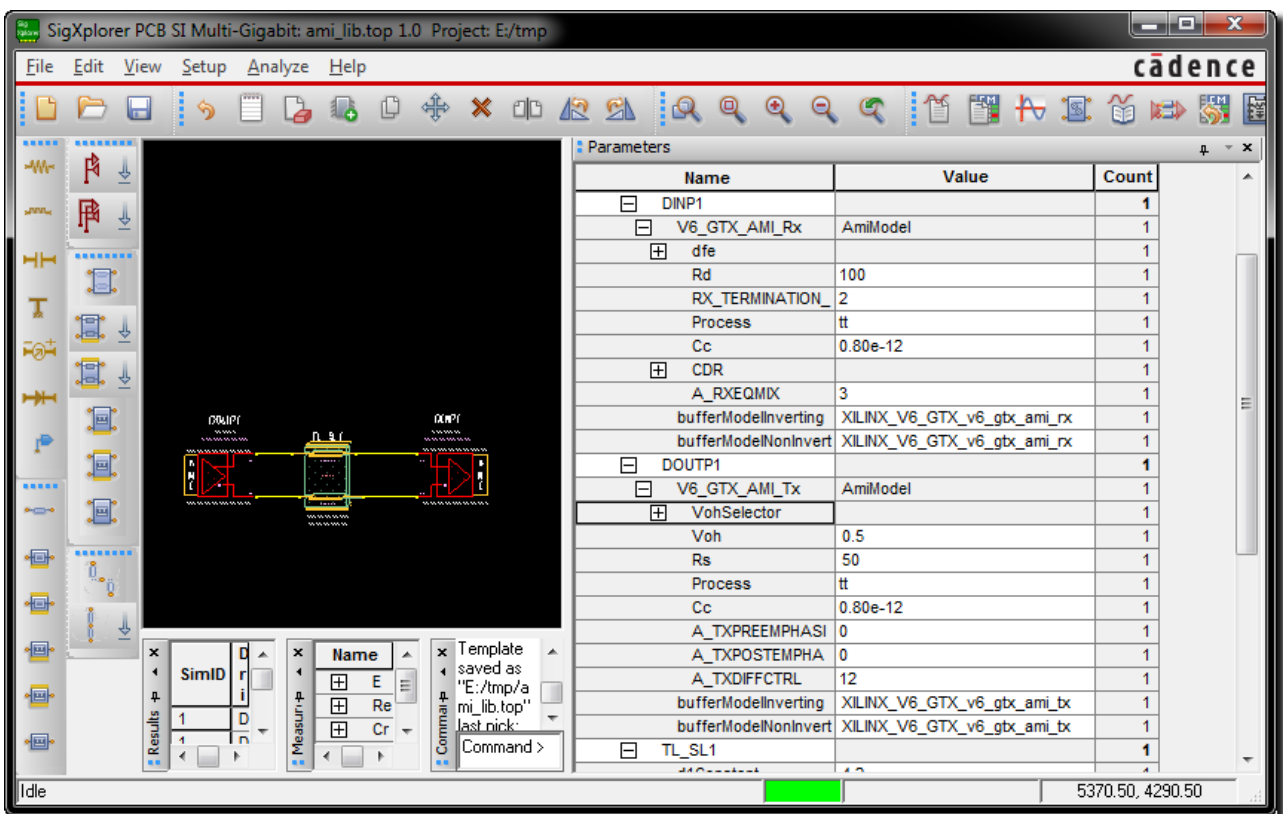 SigXplorer PCB SI Multi-Gigabit: ami_lib.top 1.0 Project: E:/tmp
File Edit View Setup Analyze Help
cādence
Parameters
Name Value Count
DINP1 1
V6_GTX_AMI_Rx AmiModel 1
dfe 1
Rd 100 1
RX_TERMINATION_ 2 1
Process tt 1
Cc 0.80e-12 1
CDR 1
A_RXEQMIX 3 1
bufferModelInverting XILINX_V6_GTX_v6_gtx_ami_rx 1
bufferModelNonInvert XILINX_V6_GTX_v6_gtx_ami_rx 1
DOUTP1 1
V6_GTX_AMI_Tx AmiModel 1
VohSelector 1
Voh 0.5 1
Rs 50 1
Process tt 1
Cc 0.80e-12 1
A_TXPREEMPHASI 0 1
A_TXPOSTEMPHA 0 1
A_TXDIFFCTRL 12 1
bufferModelInverting XILINX_V6_GTX_v6_gtx_ami_tx 1
bufferModelNonInvert XILINX_V6_GTX_v6_gtx_ami_tx 1
TL_SL1 1
Results
SimID Dri
1 D
1 D
Measur
Name
E
Re
Cr
Comman
Template
saved as
"E:/tmp/a
mi_lib.top"
last pick:
Command >
Idle
5370.50, 4290.50